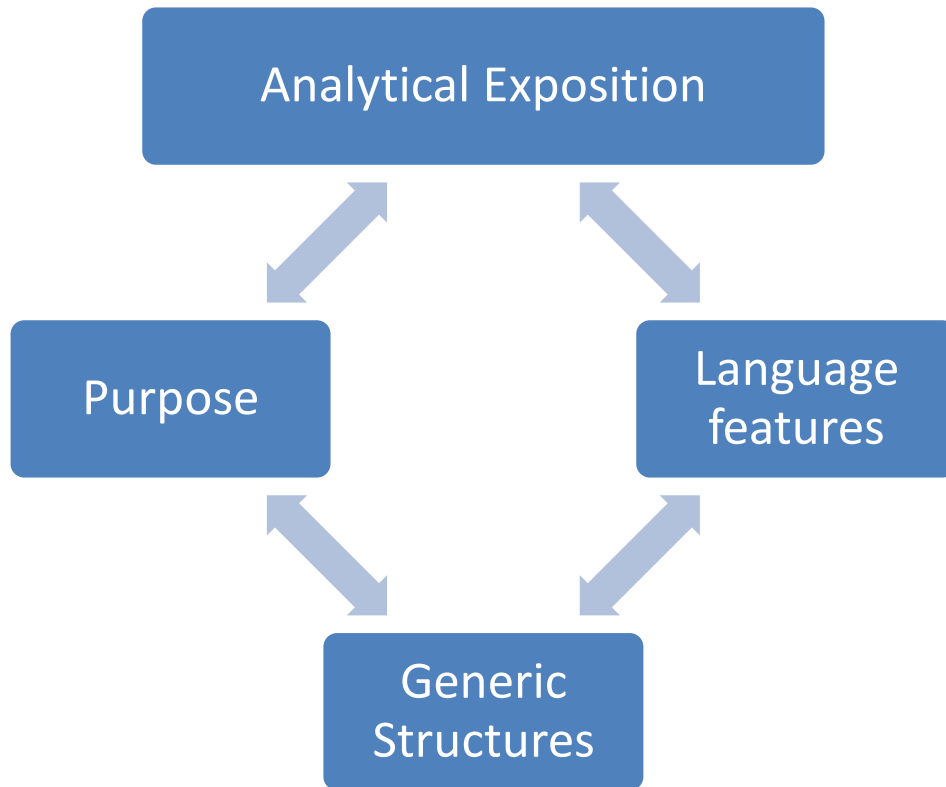 Analytical Exposition
Purpose
Language
features
Generic
Structures